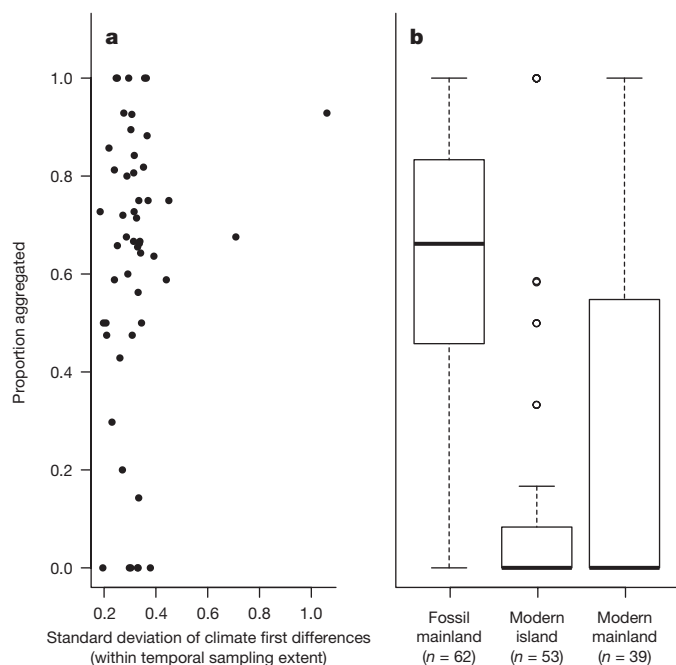 a
b
Proportion aggregated
1.0
0.8
0.6
0.4
0.2
0.0
0.2
0.4
0.6
0.8
1.0
Standard deviation of climate first differences
(within temporal sampling extent)
Fossil
mainland
(n = 62)
Modern
island
(n = 53)
Modern
mainland
(n = 39)